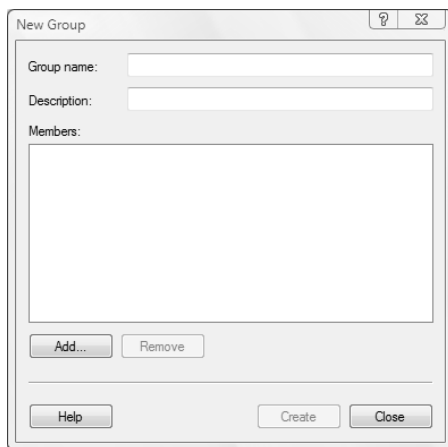 New Group
?
Group name:
Description:
Members:
Add... Remove
Help Create Close